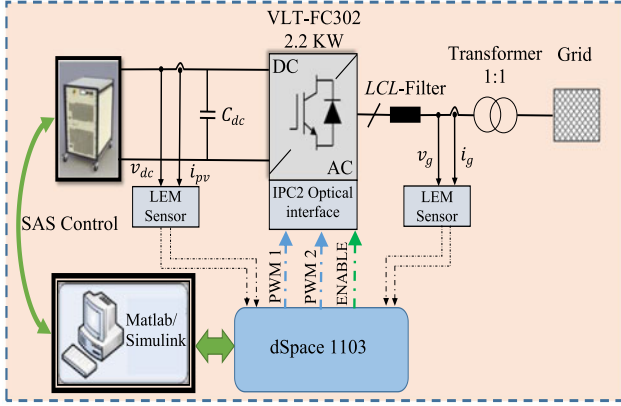 VLT-FC302
2.2 KW
Transformer
1:1
Grid
DC
LCL-Filter
C_dc
AC
v_dc
i_pv
v_g
i_g
IPC2 Optical
interface
LEM
Sensor
LEM
Sensor
SAS Control
PWM 1
PWM 2
ENABLE
Matlab/
Simulink
dSpace 1103